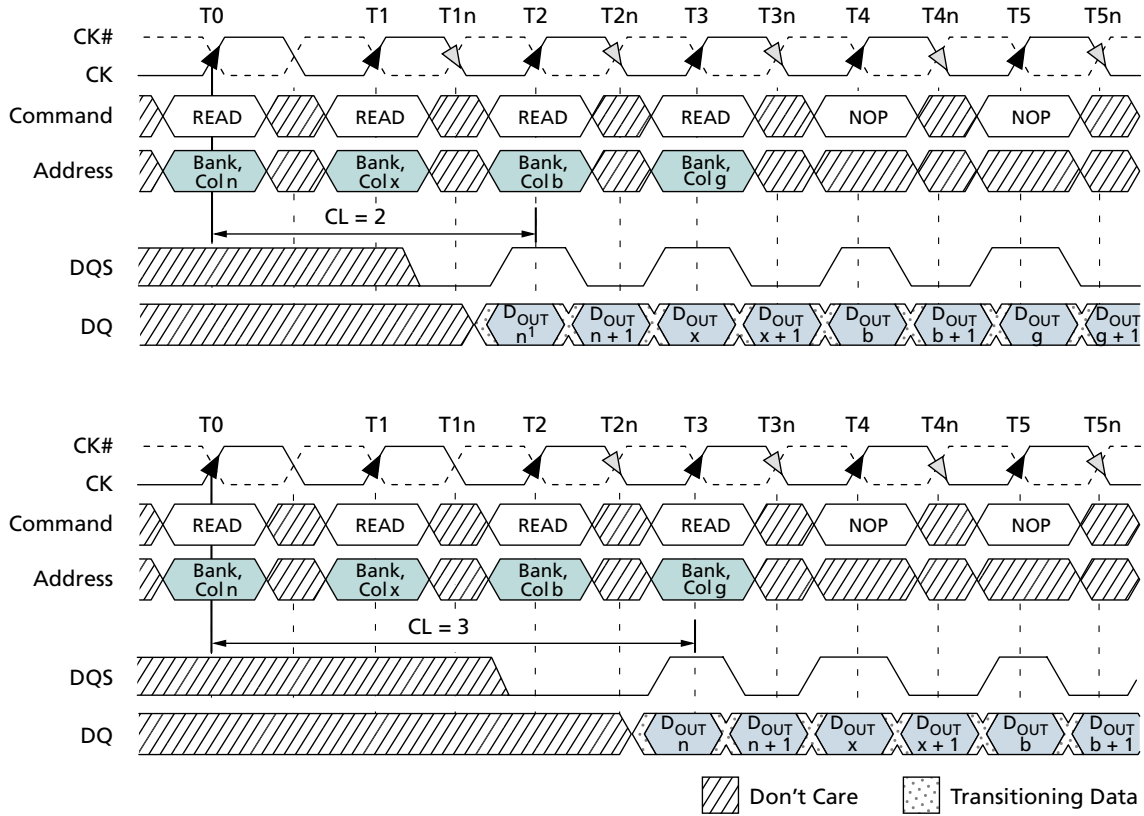 T0 T1 T1n T2 T2n T3 T3n T4 T4n T5 T5n
CK#
CK
Command READ READ READ READ NOP NOP
Address Bank, Col n Bank, Col x Bank, Col b Bank, Col g
CL = 2
DQS
DQ DOUT n1 DOUT n + 1 DOUT x DOUT x + 1 DOUT b DOUT b + 1 DOUT g DOUT g + 1
T0 T1 T1n T2 T2n T3 T3n T4 T4n T5 T5n
CK#
CK
Command READ READ READ READ NOP NOP
Address Bank, Col n Bank, Col x Bank, Col b Bank, Col g
CL = 3
DQS
DQ DOUT n DOUT n + 1 DOUT x DOUT x + 1 DOUT b DOUT b + 1
Don't Care Transitioning Data